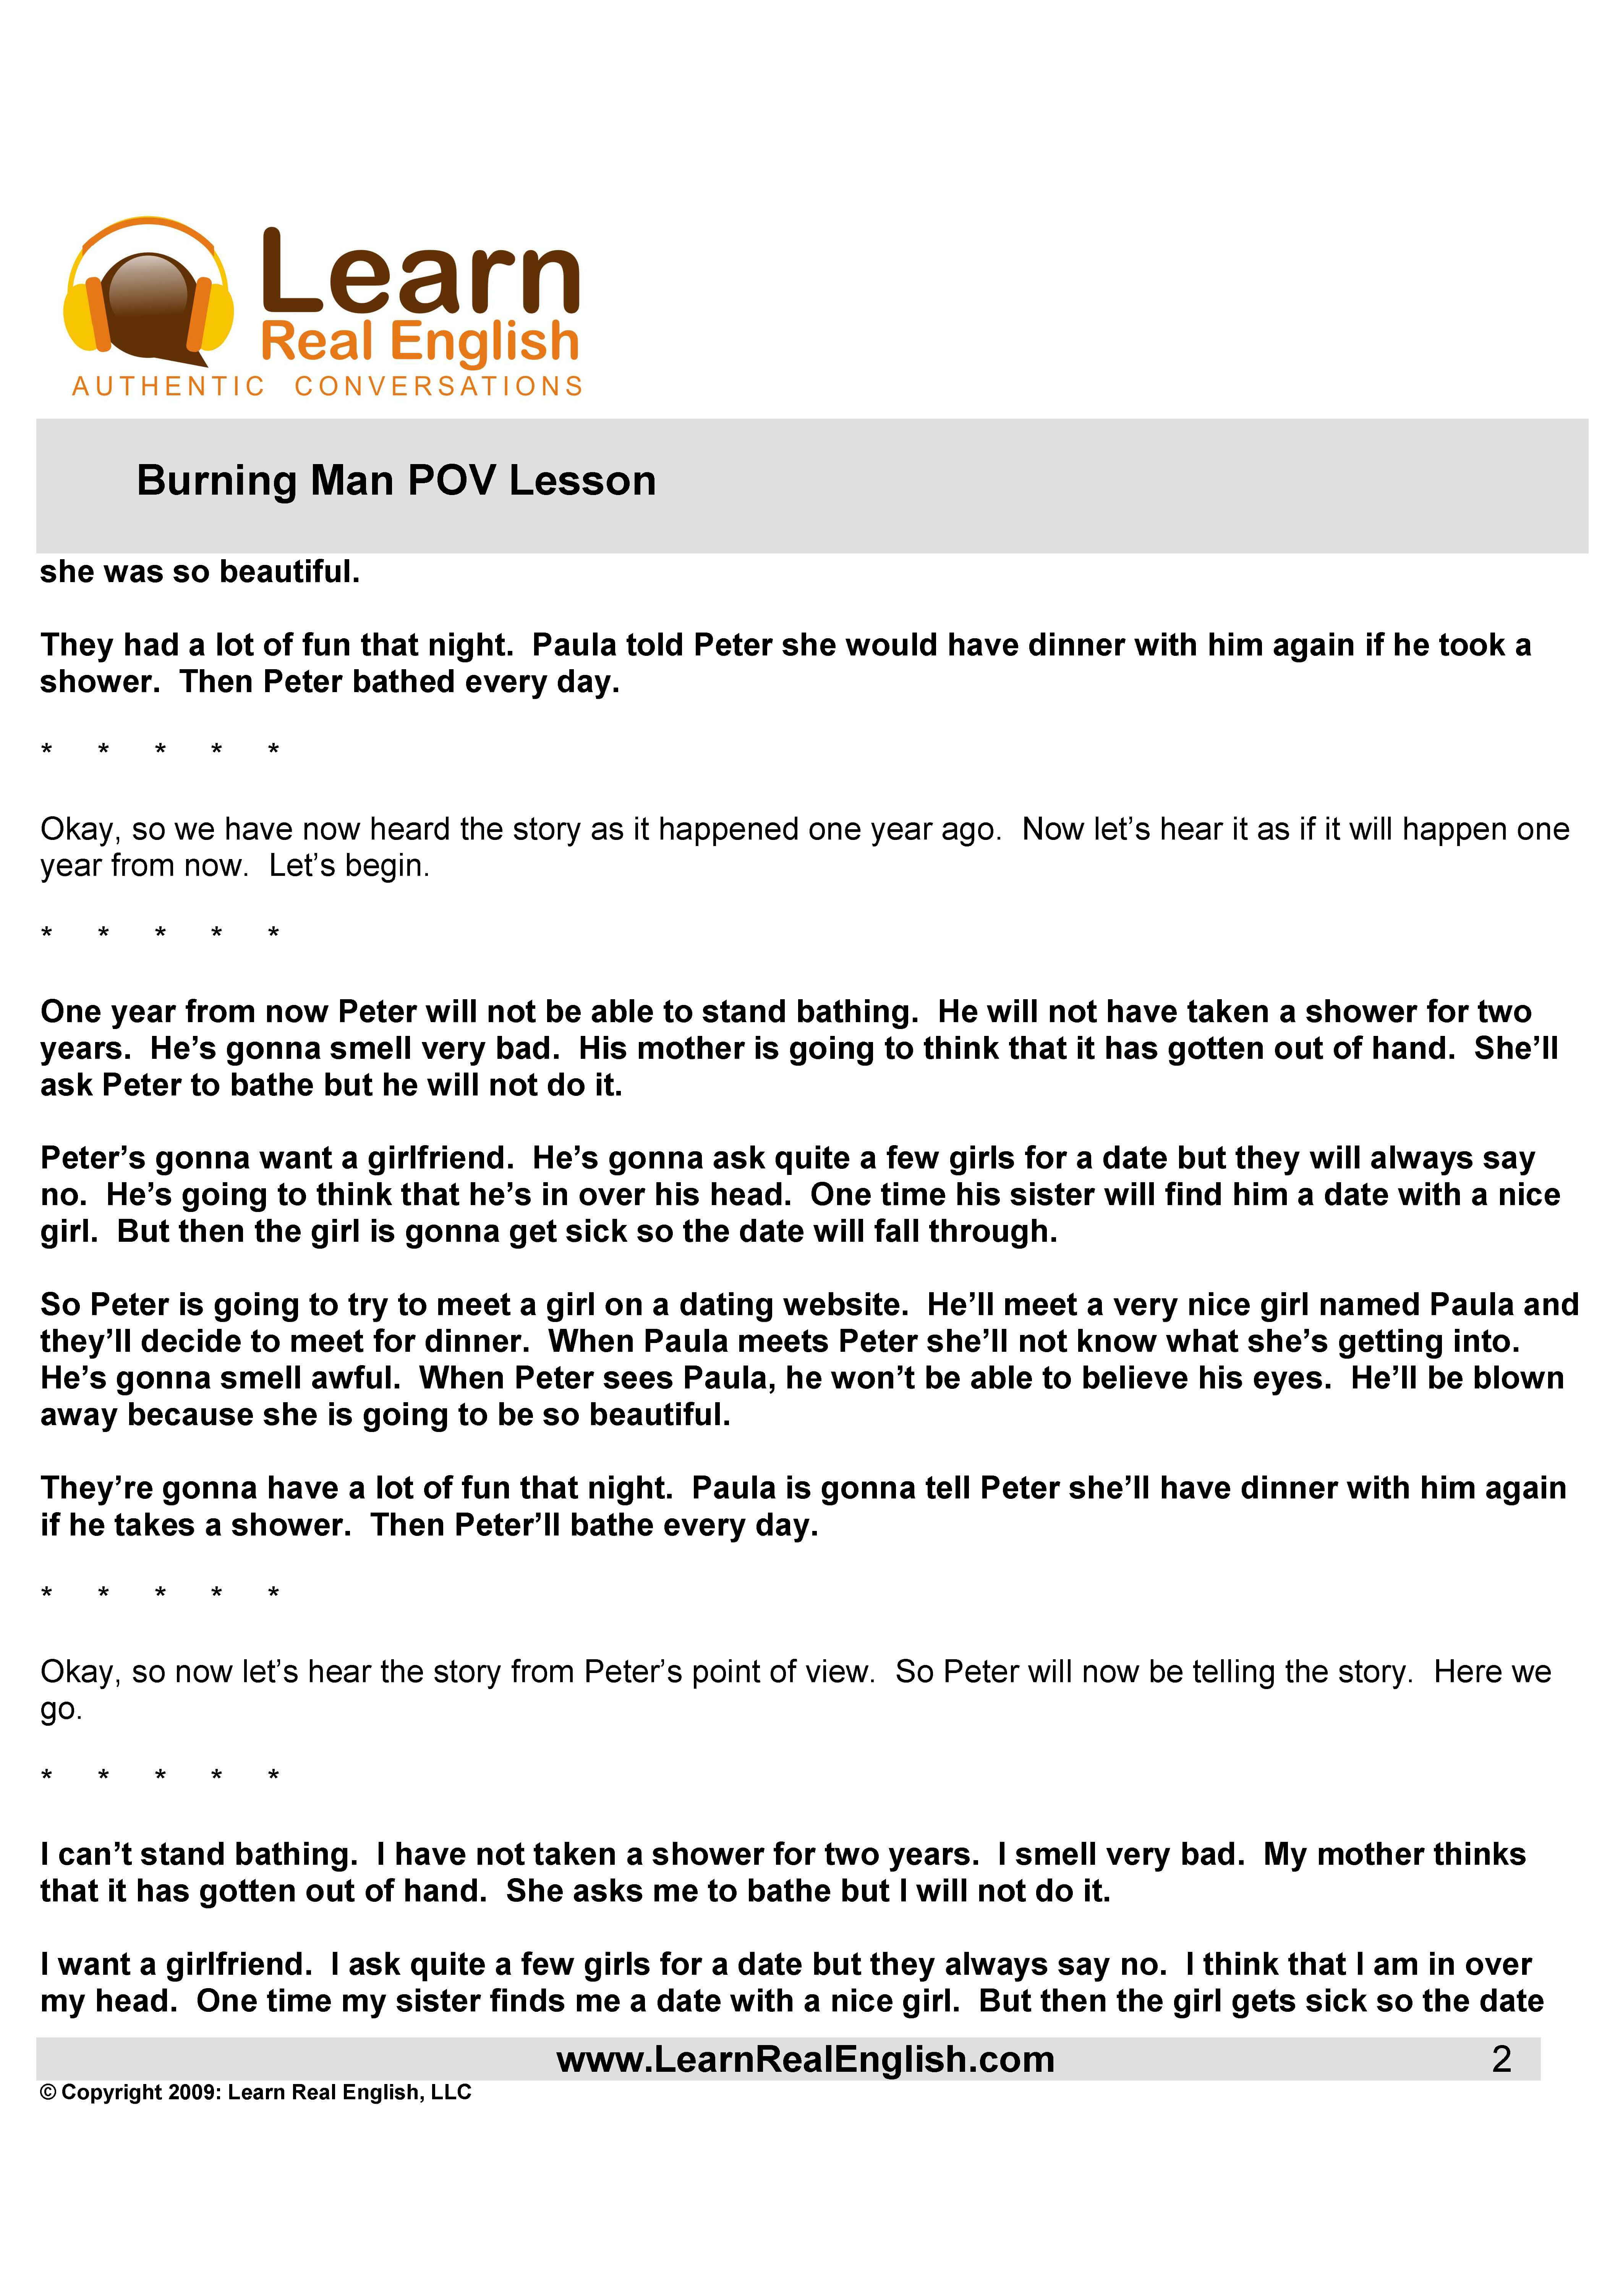 Learn
Real English
AUTHENTIC CONVERSATIONS
Burning Man POV Lesson
she was so beautiful.
They had a lot of fun that night.  Paula told Peter she would have dinner with him again if he took a
shower.  Then Peter bathed every day.
* * * * *
Okay, so we have now heard the story as it happened one year ago.  Now let’s hear it as if it will happen one
year from now.  Let’s begin.
* * * * *
One year from now Peter will not be able to stand bathing.  He will not have taken a shower for two
years.  He’s gonna smell very bad.  His mother is going to think that it has gotten out of hand.  She’ll
ask Peter to bathe but he will not do it.
Peter’s gonna want a girlfriend.  He’s gonna ask quite a few girls for a date but they will always say
no.  He’s going to think that he’s in over his head.  One time his sister will find him a date with a nice
girl.  But then the girl is gonna get sick so the date will fall through.
So Peter is going to try to meet a girl on a dating website.  He’ll meet a very nice girl named Paula and
they’ll decide to meet for dinner.  When Paula meets Peter she’ll not know what she’s getting into.
He’s gonna smell awful.  When Peter sees Paula, he won’t be able to believe his eyes.  He’ll be blown
away because she is going to be so beautiful.
They’re gonna have a lot of fun that night.  Paula is gonna tell Peter she’ll have dinner with him again
if he takes a shower.  Then Peter’ll bathe every day.
* * * * *
Okay, so now let’s hear the story from Peter’s point of view.  So Peter will now be telling the story.  Here we
go.
* * * * *
I can’t stand bathing.  I have not taken a shower for two years.  I smell very bad.  My mother thinks
that it has gotten out of hand.  She asks me to bathe but I will not do it.
I want a girlfriend.  I ask quite a few girls for a date but they always say no.  I think that I am in over
my head.  One time my sister finds me a date with a nice girl.  But then the girl gets sick so the date
www.LearnRealEnglish.com 2
© Copyright 2009: Learn Real English, LLC